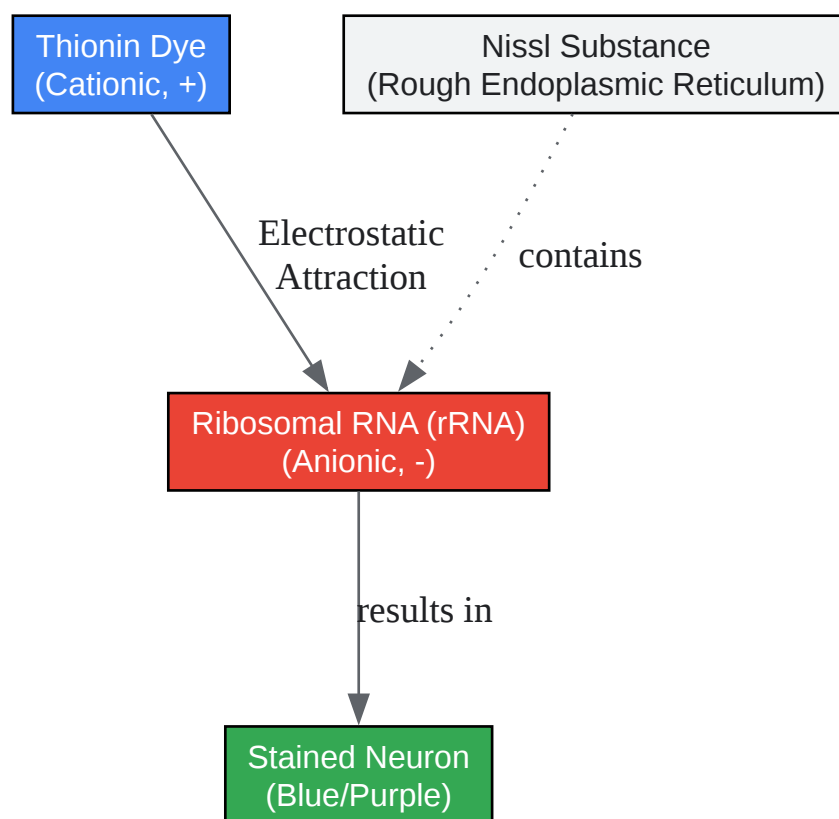 Thionin Dye
(Cationic, +)
Nissl Substance
(Rough Endoplasmic Reticulum)
Electrostatic
Attraction
contains
Ribosomal RNA (rRNA)
(Anionic, -)
results in
Stained Neuron
(Blue/Purple)